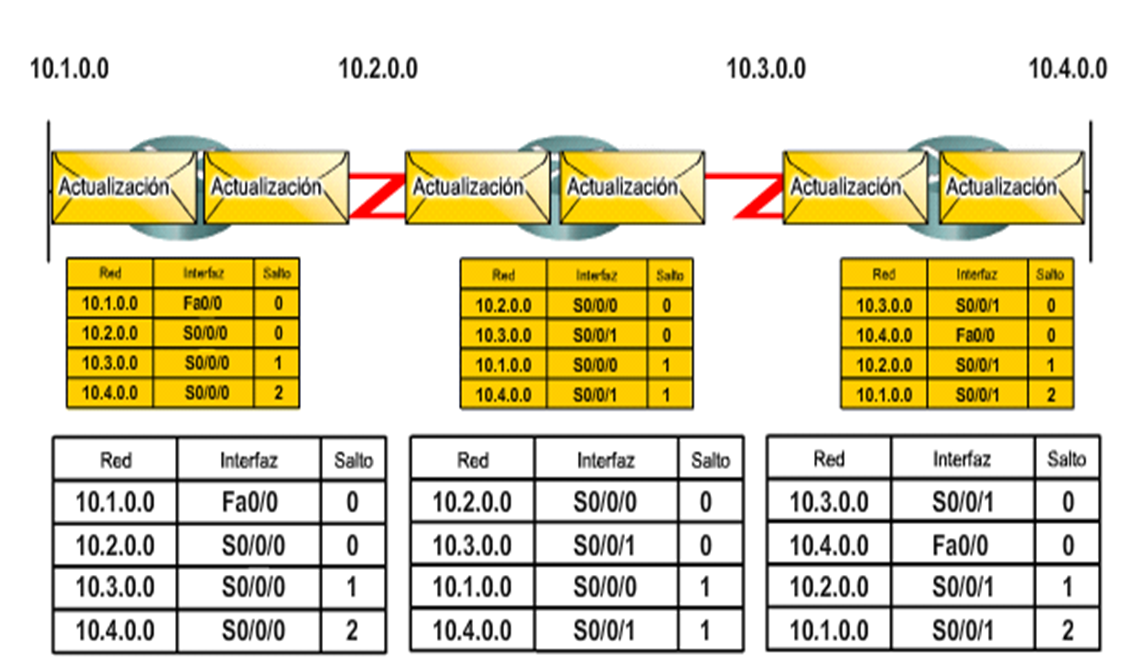 10.1.0.0 10.2.0.0 10.3.0.0 10.4.0.0
Actualización Actualización Actualización Actualización Actualización Actualización
Red Interfaz Salto
10.1.0.0 Fa0/0 0
10.2.0.0 S0/0/0 0
10.3.0.0 S0/0/0 1
10.4.0.0 S0/0/0 2
Red Interfaz Salto
10.2.0.0 S0/0/0 0
10.3.0.0 S0/0/1 0
10.1.0.0 S0/0/0 1
10.4.0.0 S0/0/1 1
Red Interfaz Salto
10.3.0.0 S0/0/1 0
10.4.0.0 Fa0/0 0
10.2.0.0 S0/0/1 1
10.1.0.0 S0/0/1 2
Red Interfaz Salto
10.1.0.0 Fa0/0 0
10.2.0.0 S0/0/0 0
10.3.0.0 S0/0/0 1
10.4.0.0 S0/0/0 2
Red Interfaz Salto
10.2.0.0 S0/0/0 0
10.3.0.0 S0/0/1 0
10.1.0.0 S0/0/0 1
10.4.0.0 S0/0/1 1
Red Interfaz Salto
10.3.0.0 S0/0/1 0
10.4.0.0 Fa0/0 0
10.2.0.0 S0/0/1 1
10.1.0.0 S0/0/1 2